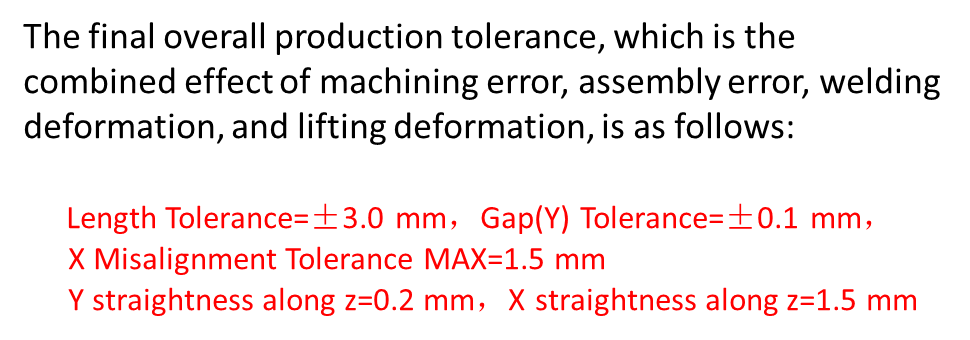 The final overall production tolerance, which is the
combined effect of machining error, assembly error, welding
deformation, and lifting deformation, is as follows:
Length Tolerance=±3.0 mm，Gap(Y) Tolerance=±0.1 mm，
X Misalignment Tolerance MAX=1.5 mm
Y straightness along z=0.2 mm，X straightness along z=1.5 mm